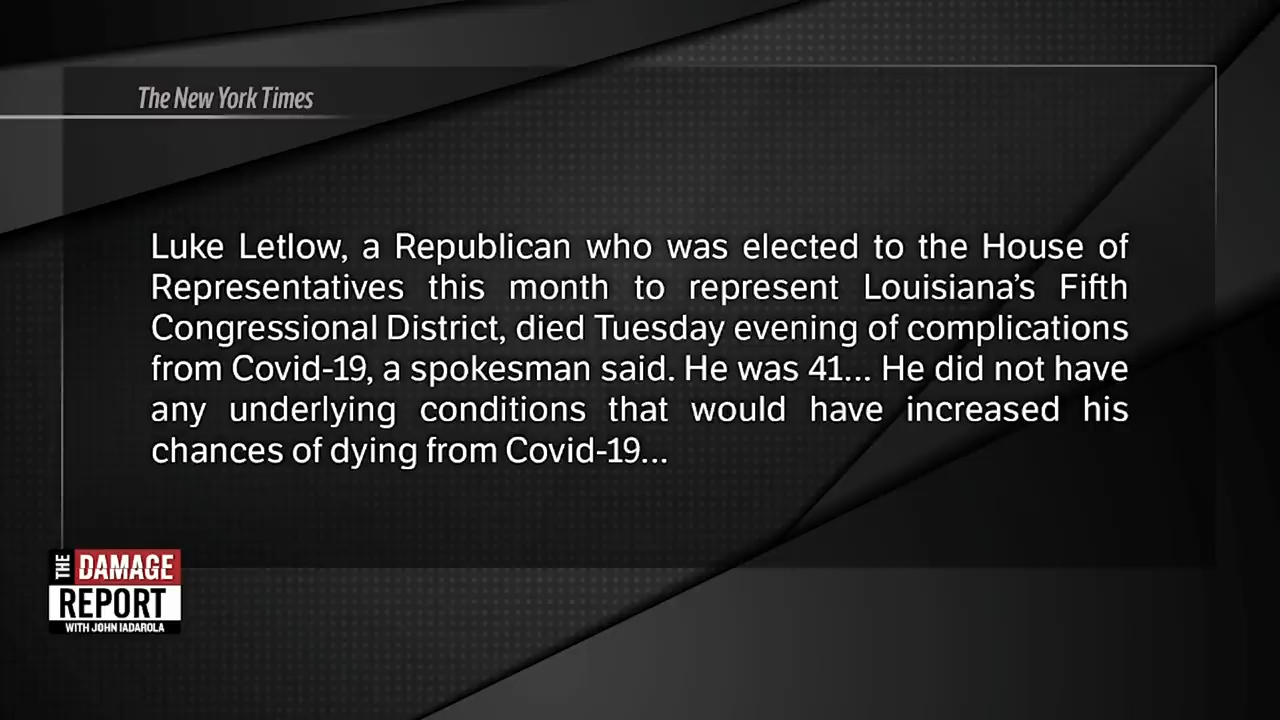 The New York Times
Luke Letlow, a Republican who was elected to the House of
Representatives this month to represent Louisiana’s Fifth
Congressional District, died Tuesday evening of complications
from Covid-19, a spokesman said. He was 41... He did not have
any underlying conditions that would have increased his
chances of dying from Covid-19...
THE DAMAGE
REPORT
WITH JOHN IADAROLA